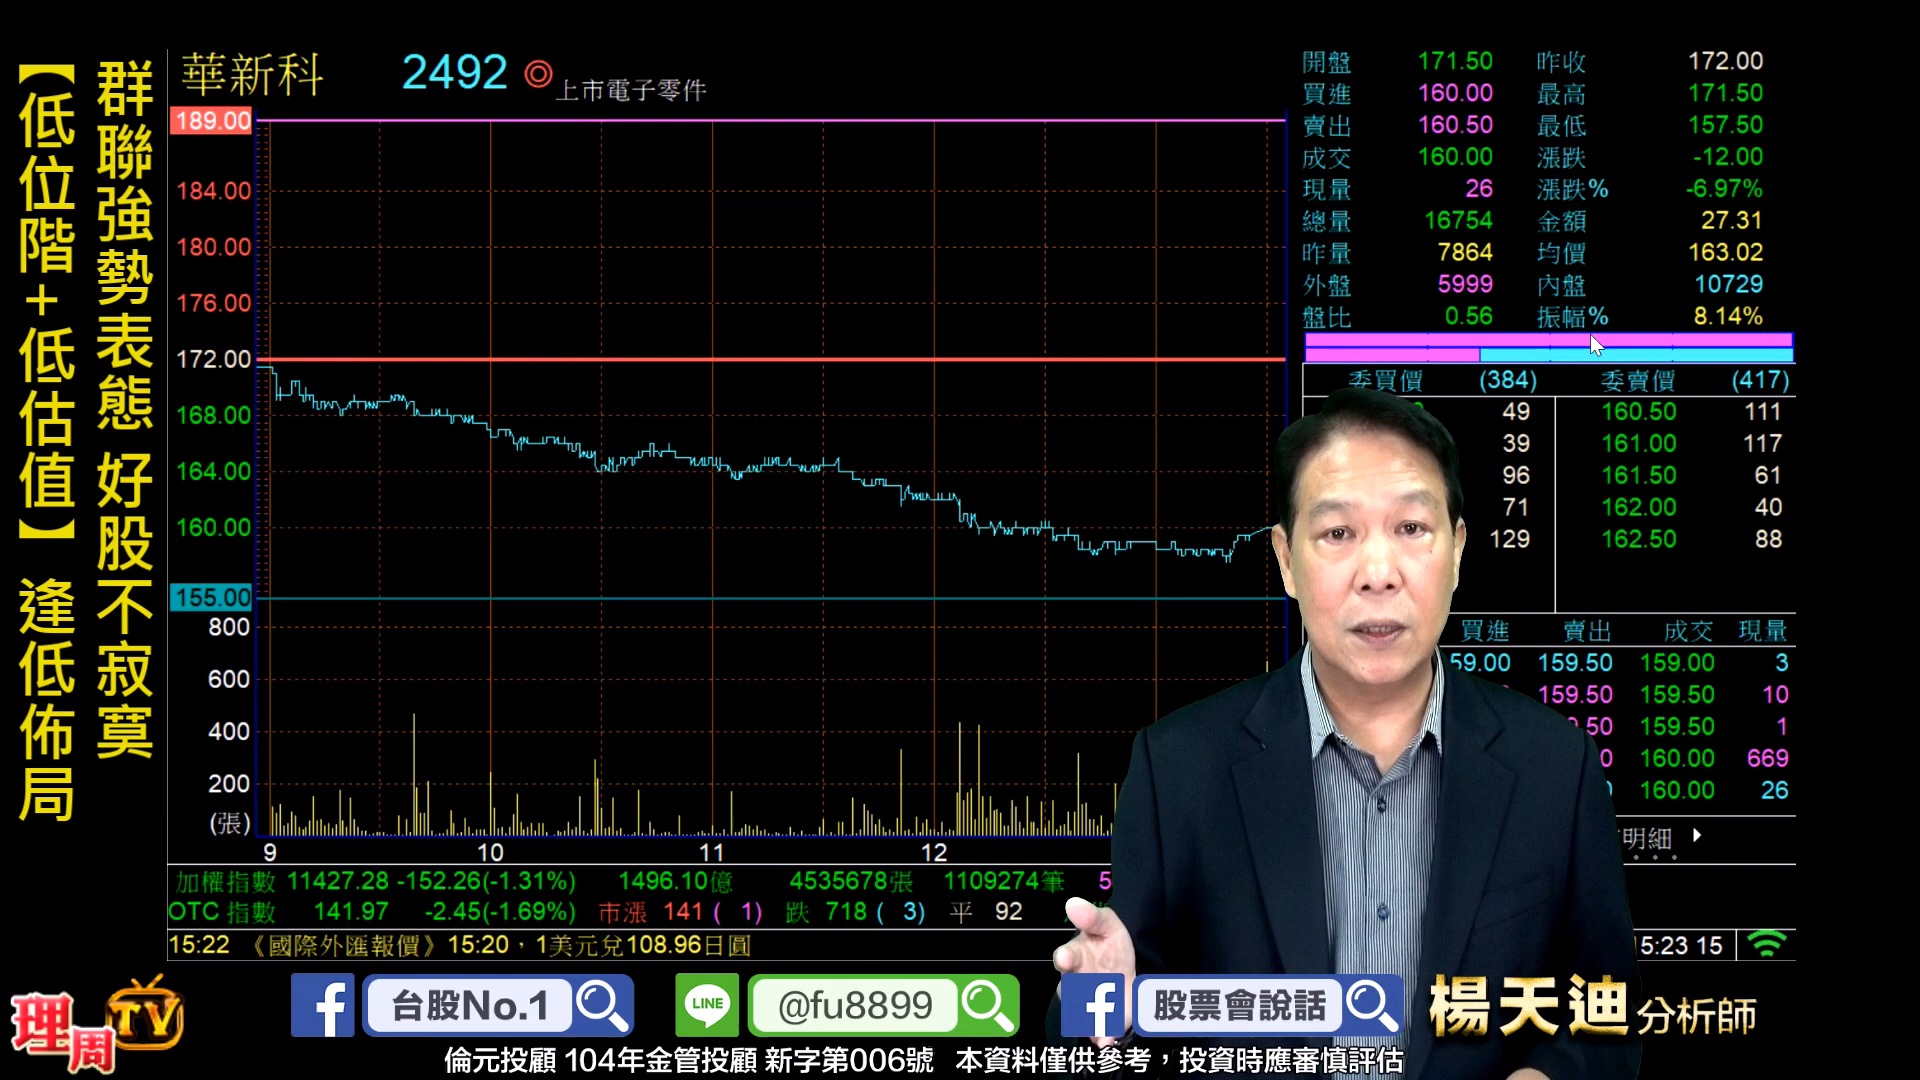 群聯強勢表態 好股不寂寞
【低位階+低估值】逢低佈局
華新科 2492 ◎ 上市電子零件
189.00
184.00
180.00
176.00
172.00
168.00
164.00
160.00
155.00
800
600
400
200
(張)
9 10 11 12
開盤 171.50 昨收 172.00
買進 160.00 最高 171.50
賣出 160.50 最低 157.50
成交 160.00 漲跌 -12.00
現量 26 漲跌% -6.97%
總量 16754 金額 27.31
昨量 7864 均價 163.02
外盤 5999 內盤 10729
盤比 0.56 振幅% 8.14%
委買價 (384) 委賣價 (417)
49 160.50 111
39 161.00 117
96 161.50 61
71 162.00 40
129 162.50 88
買進 賣出 成交 現量
59.00 159.50 159.00 3
159.50 159.50 10
.50 159.50 1
0 160.00 669
160.00 26
明細
加權指數 11427.28 -152.26(-1.31%) 1496.10億 4535678張 1109274筆 5
OTC 指數 141.97 -2.45(-1.69%) 市漲 141 ( 1) 跌 718 ( 3) 平 92
15:22 《國際外匯報價》15:20，1美元兌108.96日圓
5:23 15
理周TV
f 台股No.1
LINE @fu8899
f 股票會說話
楊天迪 分析師
倫元投顧 104年金管投顧 新字第006號 本資料僅供參考，投資時應審慎評估